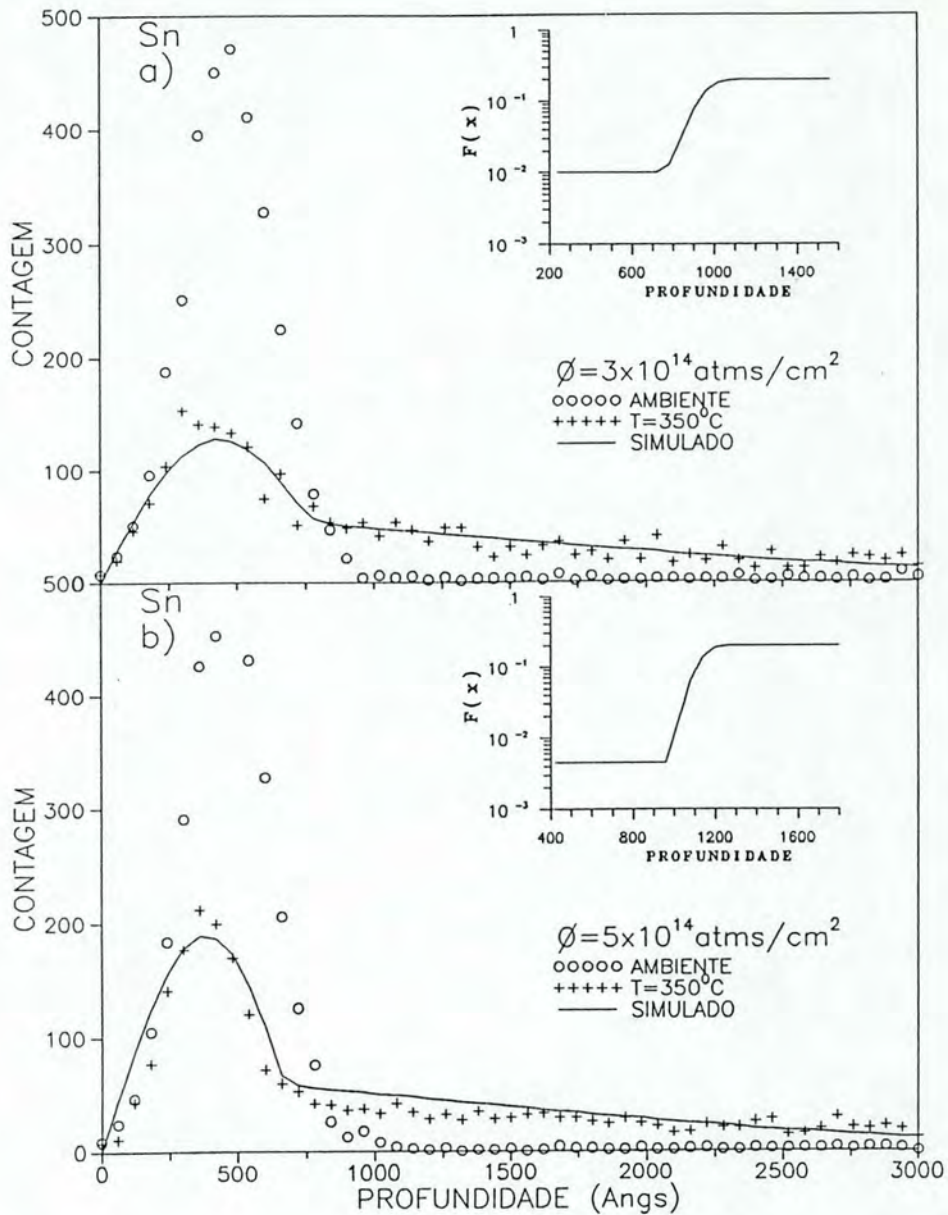 Sn
a)
500
400
300
200
100
CONTAGEM
1
10⁻¹
10⁻²
10⁻³
F(x)
200
600
1000
1400
PROFUNDIDADE
Ø=3x10¹⁴atms/cm²
ooooo AMBIENTE
+++++ T=350°C
— SIMULADO
Sn
b)
500
400
300
200
100
0
CONTAGEM
1
10⁻¹
10⁻²
10⁻³
F(x)
400
800
1200
1600
PROFUNDIDADE
Ø=5x10¹⁴atms/cm²
ooooo AMBIENTE
+++++ T=350°C
— SIMULADO
0
500
1000
1500
2000
2500
3000
PROFUNDIDADE (Angs)